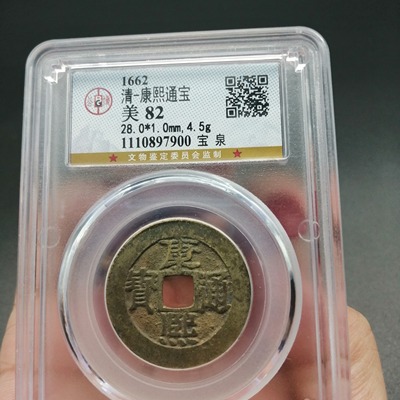 1662
清-康熙通宝
美 82
28.0*1.0mm,4.5g
1110897900 宝 泉
★ 文物鉴定委员会监制 ★
康熙通寶